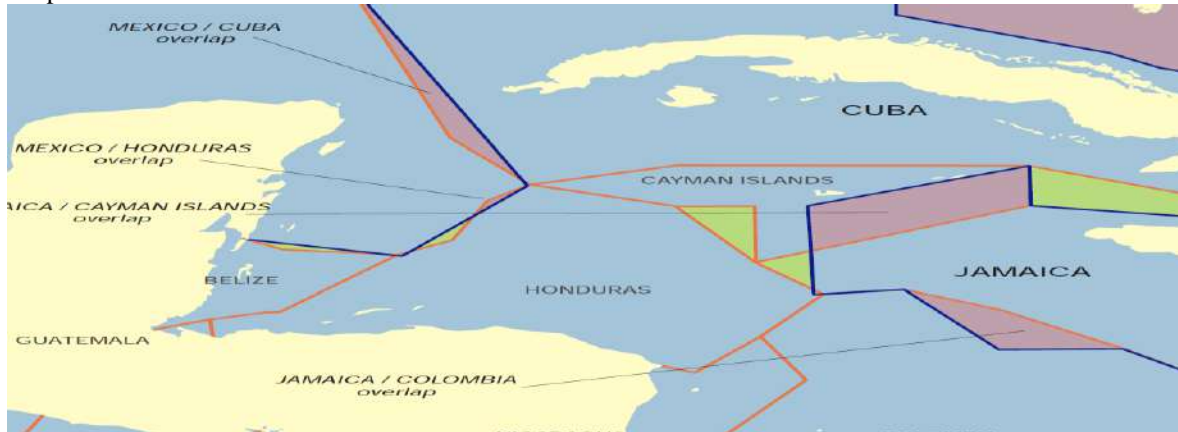 MEXICO / CUBA
overlap
CUBA
MEXICO / HONDURAS
overlap
CAYMAN ISLANDS
AICA / CAYMAN ISLANDS
overlap
JAMAICA
BELIZE
HONDURAS
GUATEMALA
JAMAICA / COLOMBIA
overlap